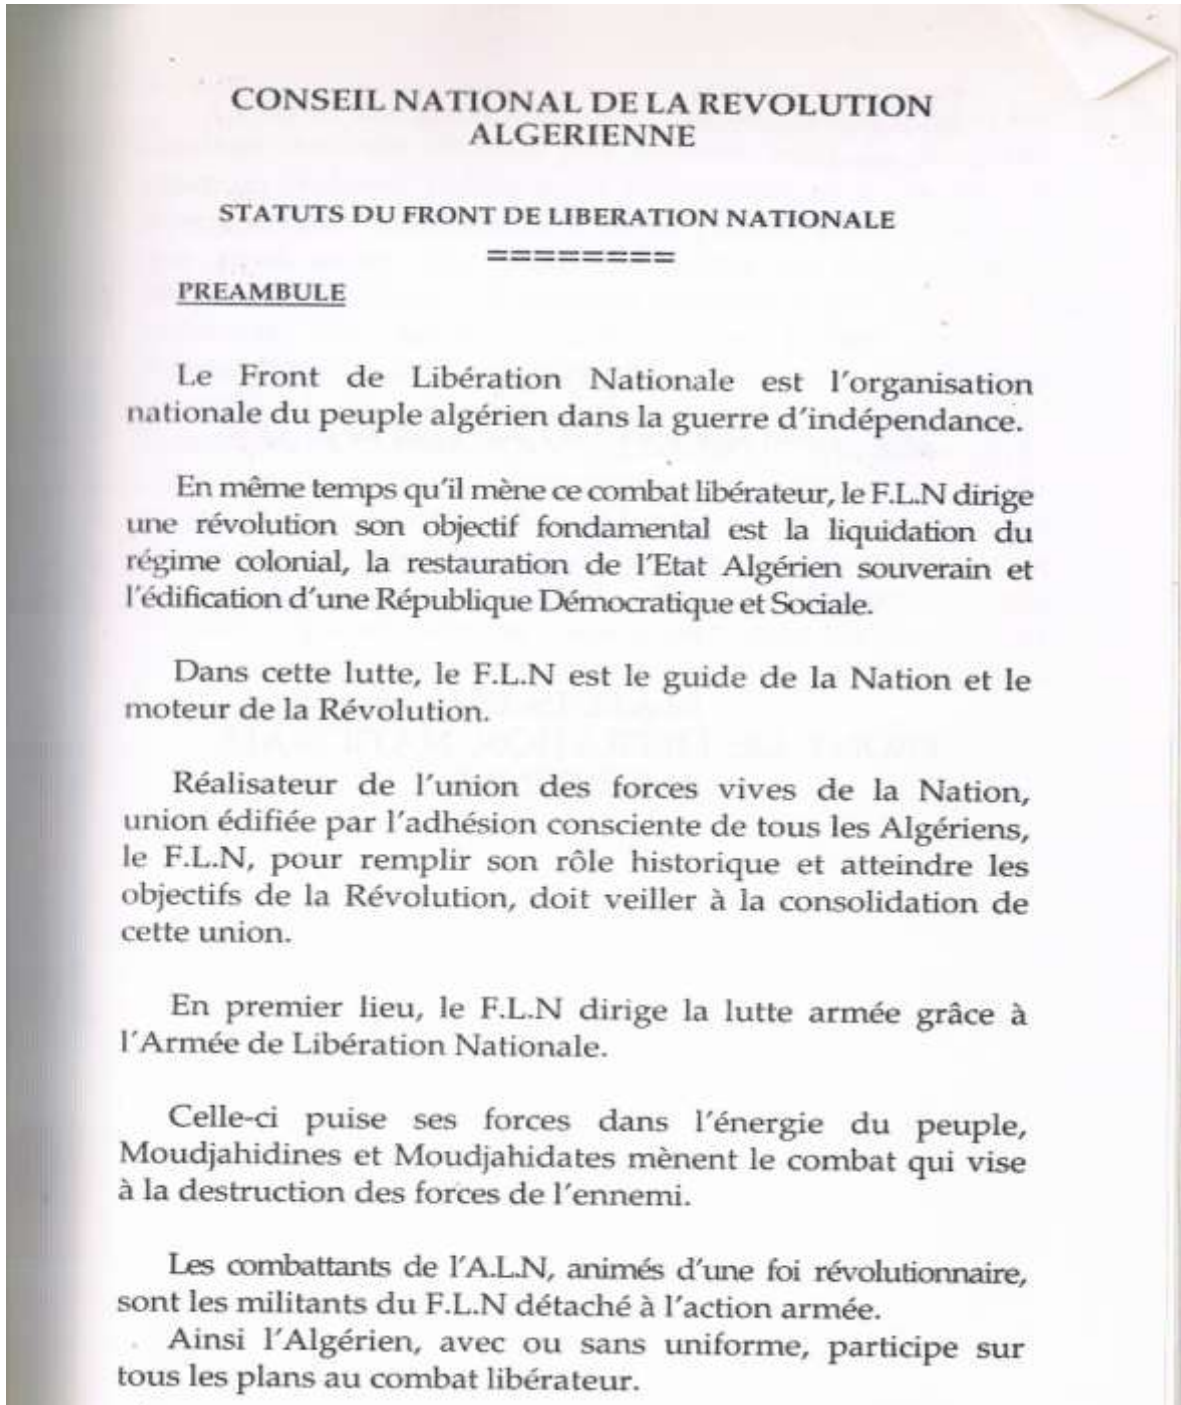 CONSEIL NATIONAL DE LA REVOLUTION
ALGERIENNE
STATUTS DU FRONT DE LIBERATION NATIONALE
========
PREAMBULE
Le Front de Libération Nationale est l'organisation
nationale du peuple algérien dans la guerre d'indépendance.
En même temps qu'il mène ce combat libérateur, le F.L.N dirige
une révolution son objectif fondamental est la liquidation du
régime colonial, la restauration de l'Etat Algérien souverain et
l'édification d'une République Démocratique et Sociale.
Dans cette lutte, le F.L.N est le guide de la Nation et le
moteur de la Révolution.
Réalisateur de l'union des forces vives de la Nation,
union édifiée par l'adhésion consciente de tous les Algériens,
le F.L.N, pour remplir son rôle historique et atteindre les
objectifs de la Révolution, doit veiller à la consolidation de
cette union.
En premier lieu, le F.L.N dirige la lutte armée grâce à
l'Armée de Libération Nationale.
Celle-ci puise ses forces dans l'énergie du peuple,
Moudjahidines et Moudjahidates mènent le combat qui vise
à la destruction des forces de l'ennemi.
Les combattants de l'A.L.N, animés d'une foi révolutionnaire,
sont les militants du F.L.N détaché à l'action armée.
Ainsi l'Algérien, avec ou sans uniforme, participe sur
tous les plans au combat libérateur.